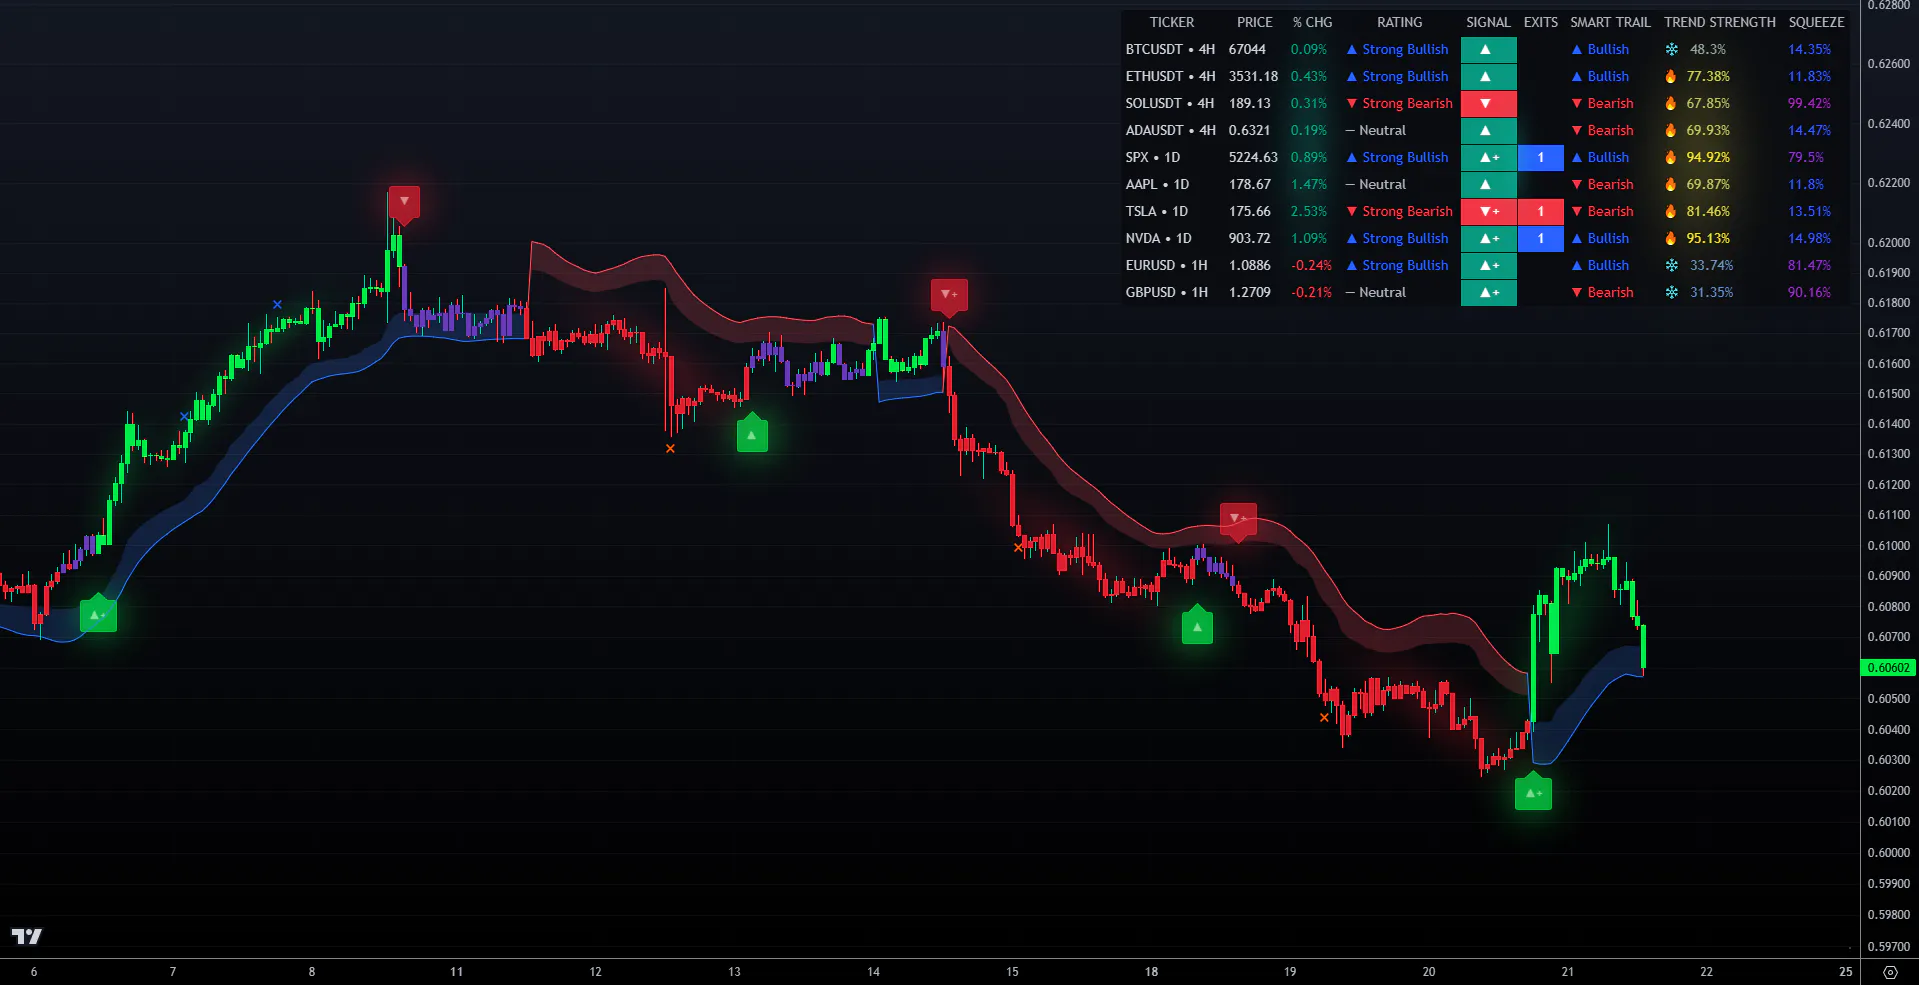 TICKER PRICE % CHG RATING SIGNAL EXITS SMART TRAIL TREND STRENGTH SQUEEZE
BTCUSDT • 4H 67044 0.09% ▲ Strong Bullish ▲ ▲ Bullish ❄ 48.3% 14.35%
ETHUSDT • 4H 3531.18 0.43% ▲ Strong Bullish ▲ ▲ Bullish 🔥 77.38% 11.83%
SOLUSDT • 4H 189.13 0.31% ▼ Strong Bearish ▼ ▼ Bearish 🔥 67.85% 99.42%
ADAUSDT • 4H 0.6321 0.19% — Neutral ▲ ▼ Bearish 🔥 69.93% 14.47%
SPX • 1D 5224.63 0.89% ▲ Strong Bullish ▲+ 1 ▲ Bullish 🔥 94.92% 79.5%
AAPL • 1D 178.67 1.47% — Neutral ▲ ▼ Bearish 🔥 69.87% 11.8%
TSLA • 1D 175.66 2.53% ▼ Strong Bearish ▼+ 1 ▼ Bearish 🔥 81.46% 13.51%
NVDA • 1D 903.72 1.09% ▲ Strong Bullish ▲+ 1 ▲ Bullish 🔥 95.13% 14.98%
EURUSD • 1H 1.0886 -0.24% ▲ Strong Bullish ▲+ ▲ Bullish ❄ 33.74% 81.47%
GBPUSD • 1H 1.2709 -0.21% — Neutral ▲+ ▼ Bearish ❄ 31.35% 90.16%
0.62800
0.62600
0.62400
0.62200
0.62000
0.61900
0.61800
0.61700
0.61600
0.61500
0.61400
0.61300
0.61200
0.61100
0.61000
0.60900
0.60800
0.60700
0.60602
0.60500
0.60400
0.60300
0.60200
0.60100
0.60000
0.59900
0.59800
0.59700
6 7 8 11 12 13 14 15 18 19 20 21 22 25